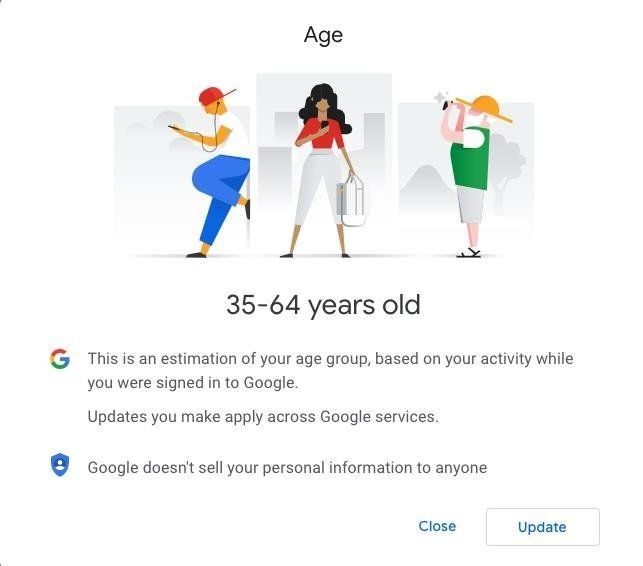 Age
35-64 years old
This is an estimation of your age group, based on your activity while
you were signed in to Google.
Updates you make apply across Google services.
Google doesn't sell your personal information to anyone
Close
Update